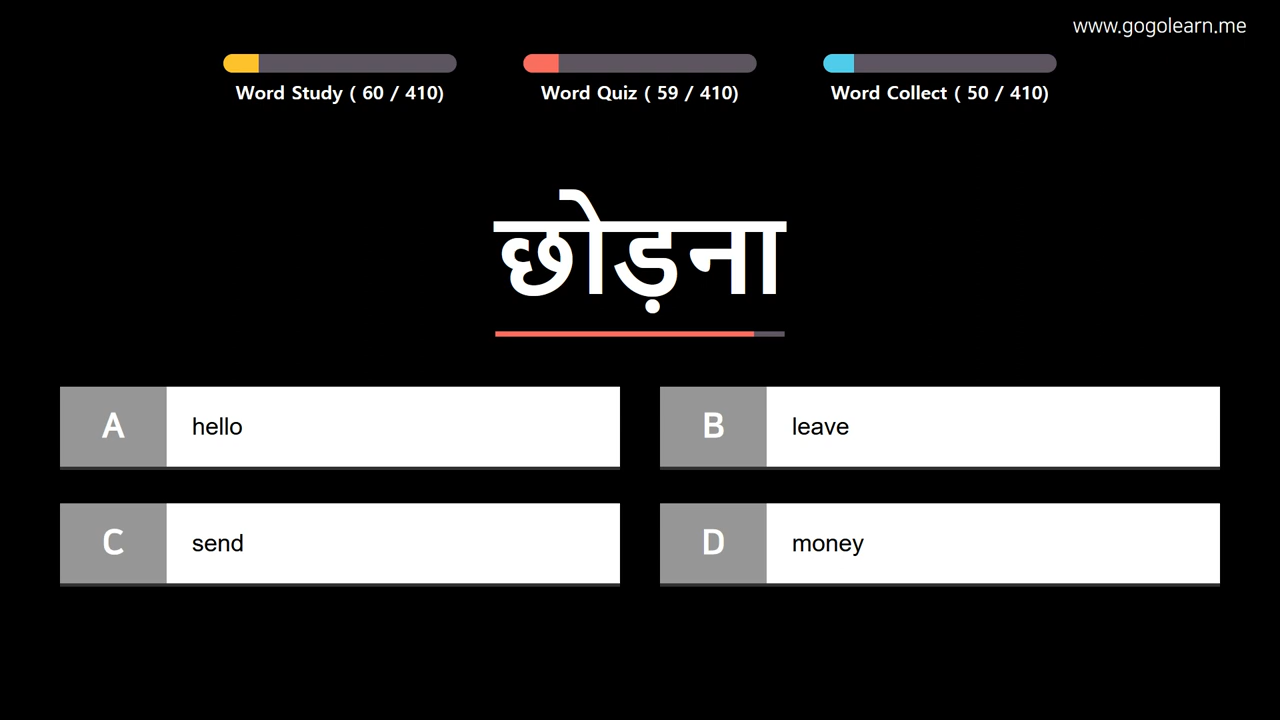 www.gogolearn.me
Word Study ( 60 / 410)
Word Quiz ( 59 / 410)
Word Collect ( 50 / 410)
छोड़ना
A hello
B leave
C send
D money